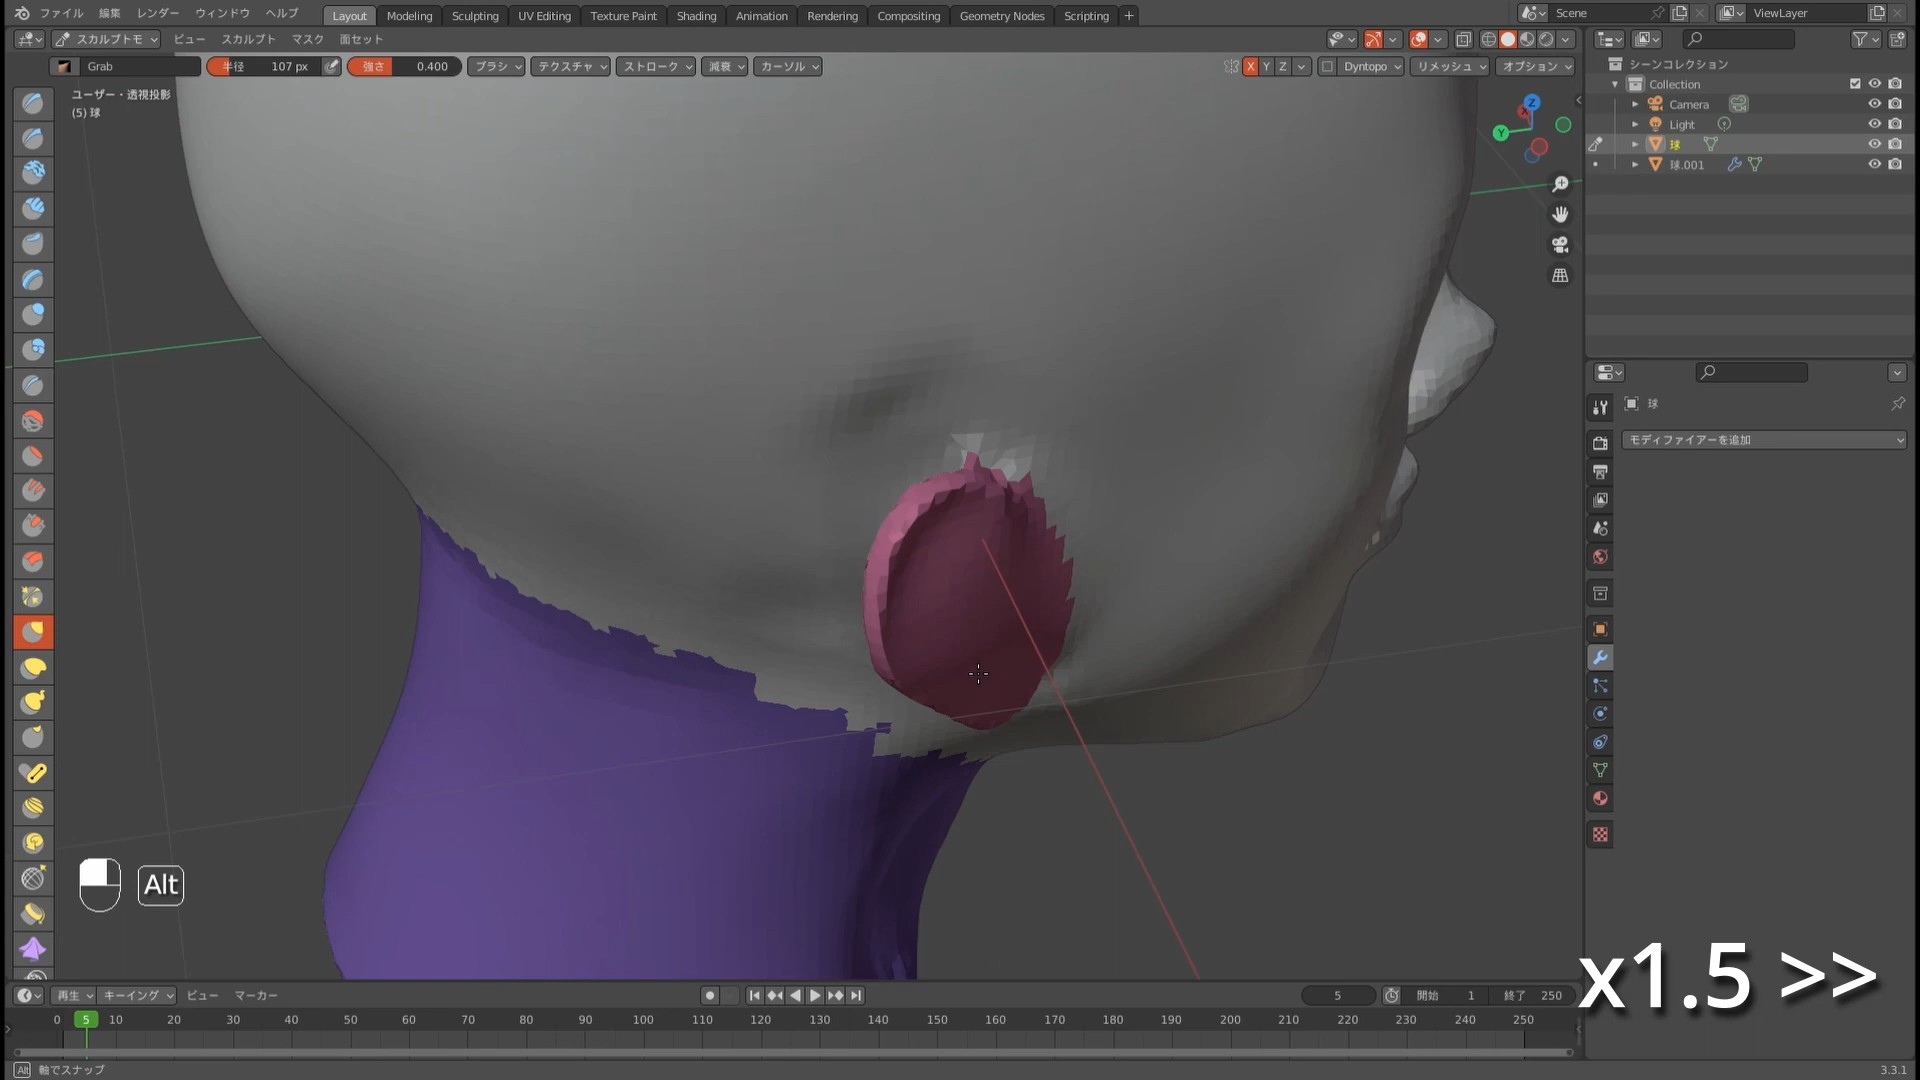 ファイル 編集 レンダー ウィンドウ ヘルプ Layout Modeling Sculpting UV Editing Texture Paint Shading Animation Rendering Compositing Geometry Nodes Scripting + Scene ViewLayer
スカルプトモ ビュー スカルプト マスク 面セット
Grab 半径 107 px 強さ 0.400 ブラシ テクスチャ ストローク 減衰 カーソル X Y Z Dyntopo リメッシュ オプション
ユーザー・透視投影
(5) 球
Z
X
Y
シーンコレクション
Collection
Camera
Light
球
球.001
球
モディファイアーを追加
Alt
x1.5 >>
再生 キーイング ビュー マーカー 5 開始 1 終了 250
0 5 10 20 30 40 50 60 70 80 90 100 110 120 130 140 150 160 170 180 190 200 210 220 230 240 250
Alt 軸でスナップ 3.3.1